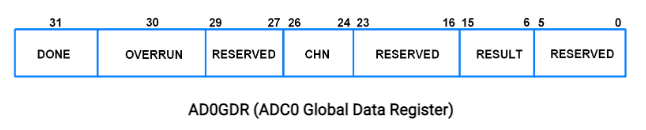 31 30 29 27 26 24 23 16 15 6 5 0
DONE OVERRUN RESERVED CHN RESERVED RESULT RESERVED
AD0GDR (ADC0 Global Data Register)